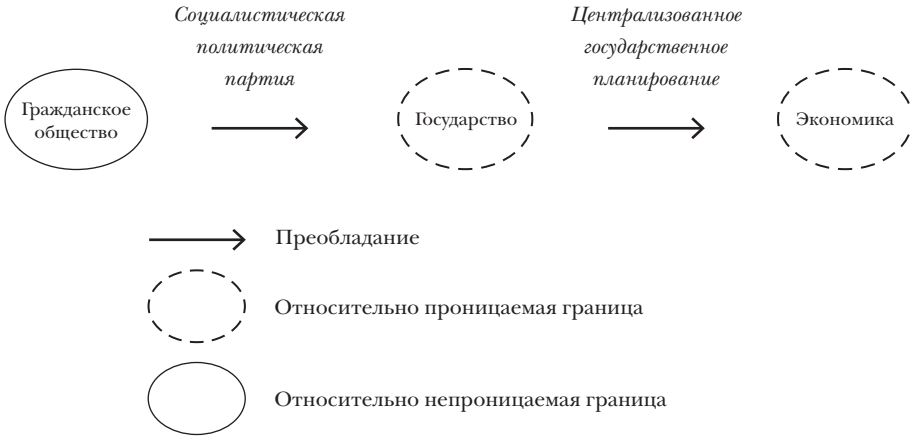 Социалистическая
политическая
партия
Централизованное
государственное
планирование
Гражданское
общество
Государство
Экономика
Преобладание
Относительно проницаемая граница
Относительно непроницаемая граница